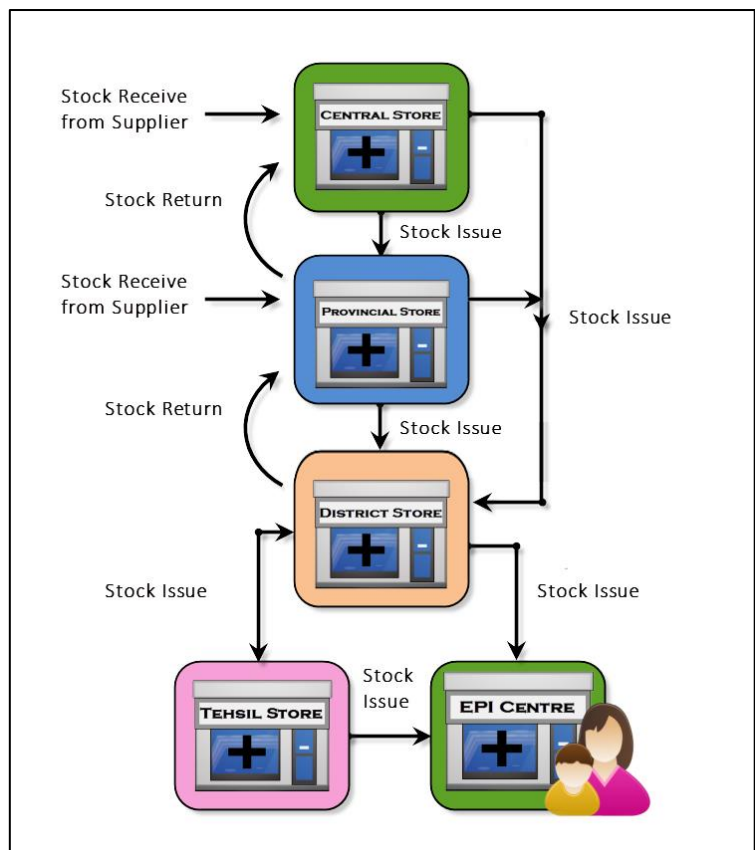 Stock Receive
from Supplier
CENTRAL STORE
Stock Return
Stock Issue
Stock Receive
from Supplier
PROVINCIAL STORE
Stock Issue
Stock Return
Stock Issue
DISTRICT STORE
Stock Issue
Stock Issue
TEHSIL STORE
Stock
Issue
EPI CENTRE